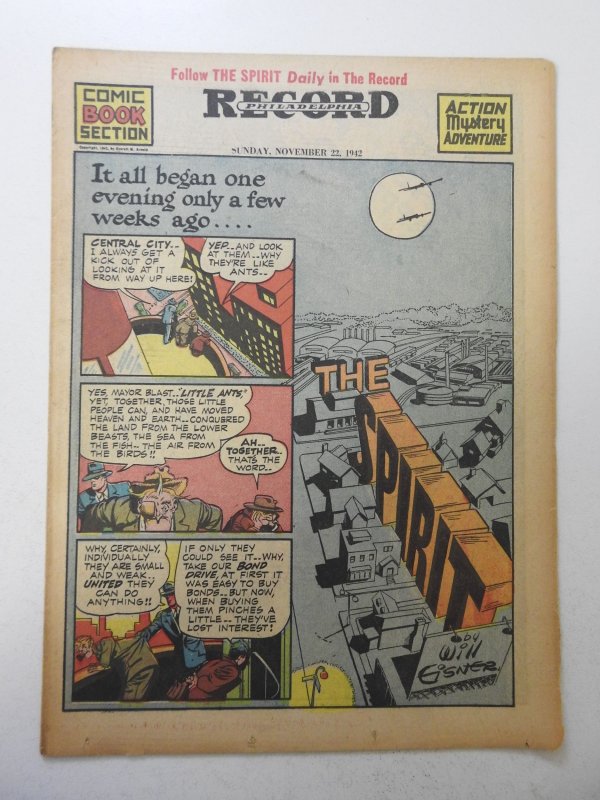 Follow THE SPIRIT Daily in The Record
COMIC
BOOK
SECTION
Copyright, 1942, by Everett M. Arnold
RECORD
PHILADELPHIA
ACTION
Mystery
ADVENTURE
SUNDAY, NOVEMBER 22, 1942
It all began one
evening only a few
weeks ago....
CENTRAL CITY..
I ALWAYS GET A
KICK OUT OF
LOOKING AT IT
FROM WAY UP HERE!
YEP..AND LOOK
AT THEM--WHY
THEY'RE LIKE
ANTS--
YES, MAYOR BLAST.."LITTLE ANTS,"
YET, TOGETHER, THOSE LITTLE
PEOPLE CAN, AND HAVE MOVED
HEAVEN AND EARTH--CONQUERED
THE LAND FROM THE LOWER
BEASTS, THE SEA FROM
THE FISH-- THE AIR FROM
THE BIRDS!!
AH--
TOGETHER..
THATS THE
WORD--
WHY, CERTAINLY,
INDIVIDUALLY
THEY ARE SMALL
AND WEAK..
UNITED THEY
CAN DO
ANYTHING!!
IF ONLY THEY
COULD SEE IT--WHY,
TAKE OUR BOND
DRIVE, AT FIRST IT
WAS EASY TO BUY
BONDS--BUT NOW,
WHEN BUYING
THEM PINCHES A
LITTLE -- THEY'VE
LOST INTEREST!
THE
SPIRIT
by
Will
Eisner